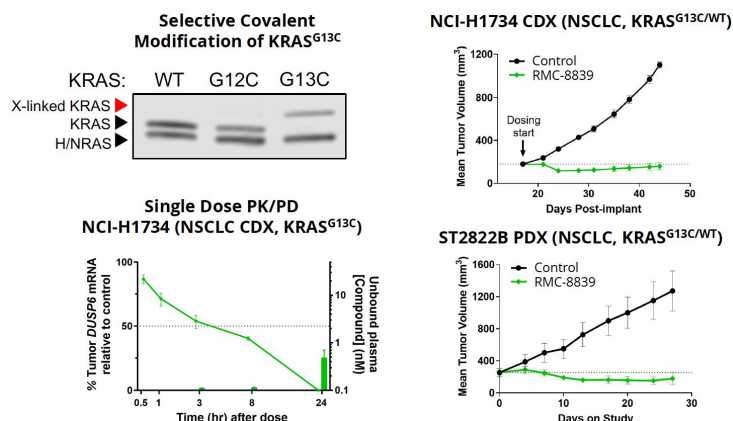 Selective Covalent
Modification of KRASG13C
KRAS: WT G12C G13C
X-linked KRAS
KRAS
H/NRAS
NCI-H1734 CDX (NSCLC, KRASG13C/WT)
Mean Tumor Volume (mm3)
1200
800
400
0
Control
RMC-8839
Dosing
start
20 30 40 50
Days Post-implant
Single Dose PK/PD
NCI-H1734 (NSCLC CDX, KRASG13C)
% Tumor DUSP6 mRNA
relative to control
100
50
0
10
1
0.1
Unbound plasma
[Compound] (nM)
0.5 1 3 8 24
Time (hr) after dose
ST2822B PDX (NSCLC, KRASG13C/WT)
Mean Tumor Volume (mm3)
1600
1200
800
400
0
Control
RMC-8839
0 10 20 30
Days on Study